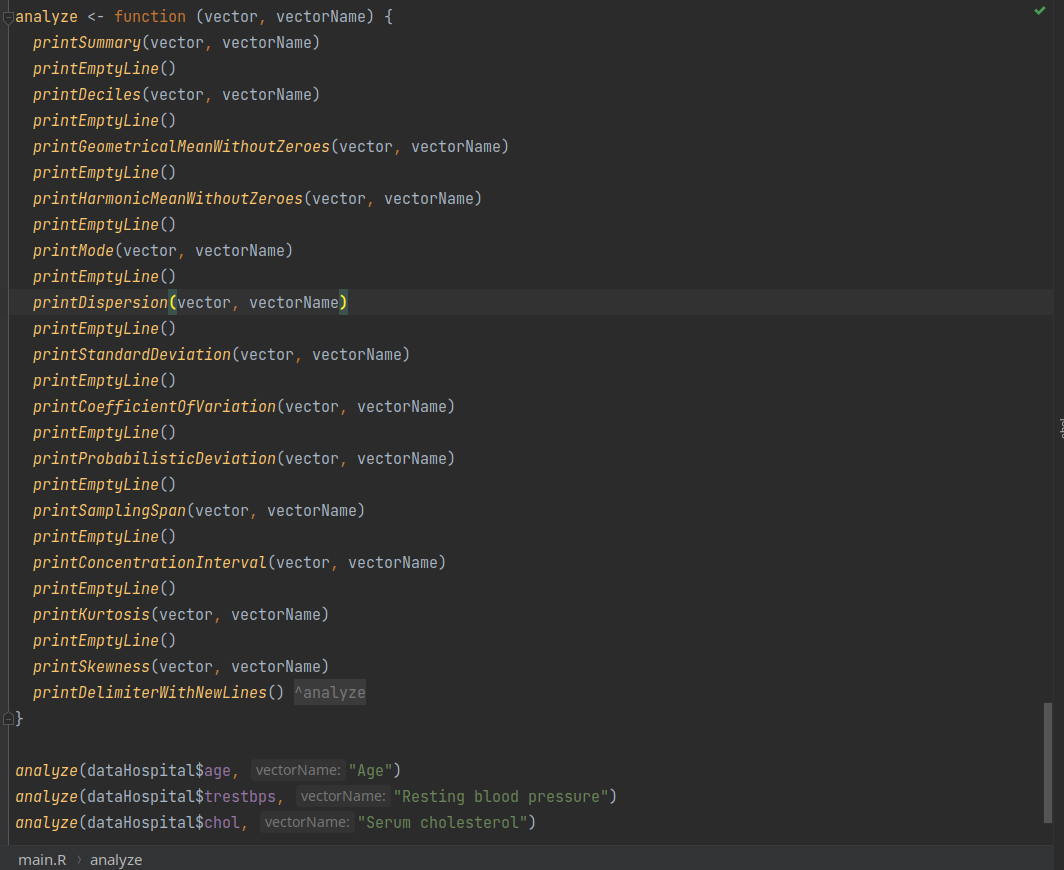 analyze <- function (vector, vectorName) {
  printSummary(vector, vectorName)
  printEmptyLine()
  printDeciles(vector, vectorName)
  printEmptyLine()
  printGeometricalMeanWithoutZeroes(vector, vectorName)
  printEmptyLine()
  printHarmonicMeanWithoutZeroes(vector, vectorName)
  printEmptyLine()
  printMode(vector, vectorName)
  printEmptyLine()
  printDispersion(vector, vectorName)
  printEmptyLine()
  printStandardDeviation(vector, vectorName)
  printEmptyLine()
  printCoefficientOfVariation(vector, vectorName)
  printEmptyLine()
  printProbabilisticDeviation(vector, vectorName)
  printEmptyLine()
  printSamplingSpan(vector, vectorName)
  printEmptyLine()
  printConcentrationInterval(vector, vectorName)
  printEmptyLine()
  printKurtosis(vector, vectorName)
  printEmptyLine()
  printSkewness(vector, vectorName)
  printDelimiterWithNewLines() ^analyze
}
analyze(dataHospital$age, vectorName: "Age")
analyze(dataHospital$trestbps, vectorName: "Resting blood pressure")
analyze(dataHospital$chol, vectorName: "Serum cholesterol")
main.R › analyze